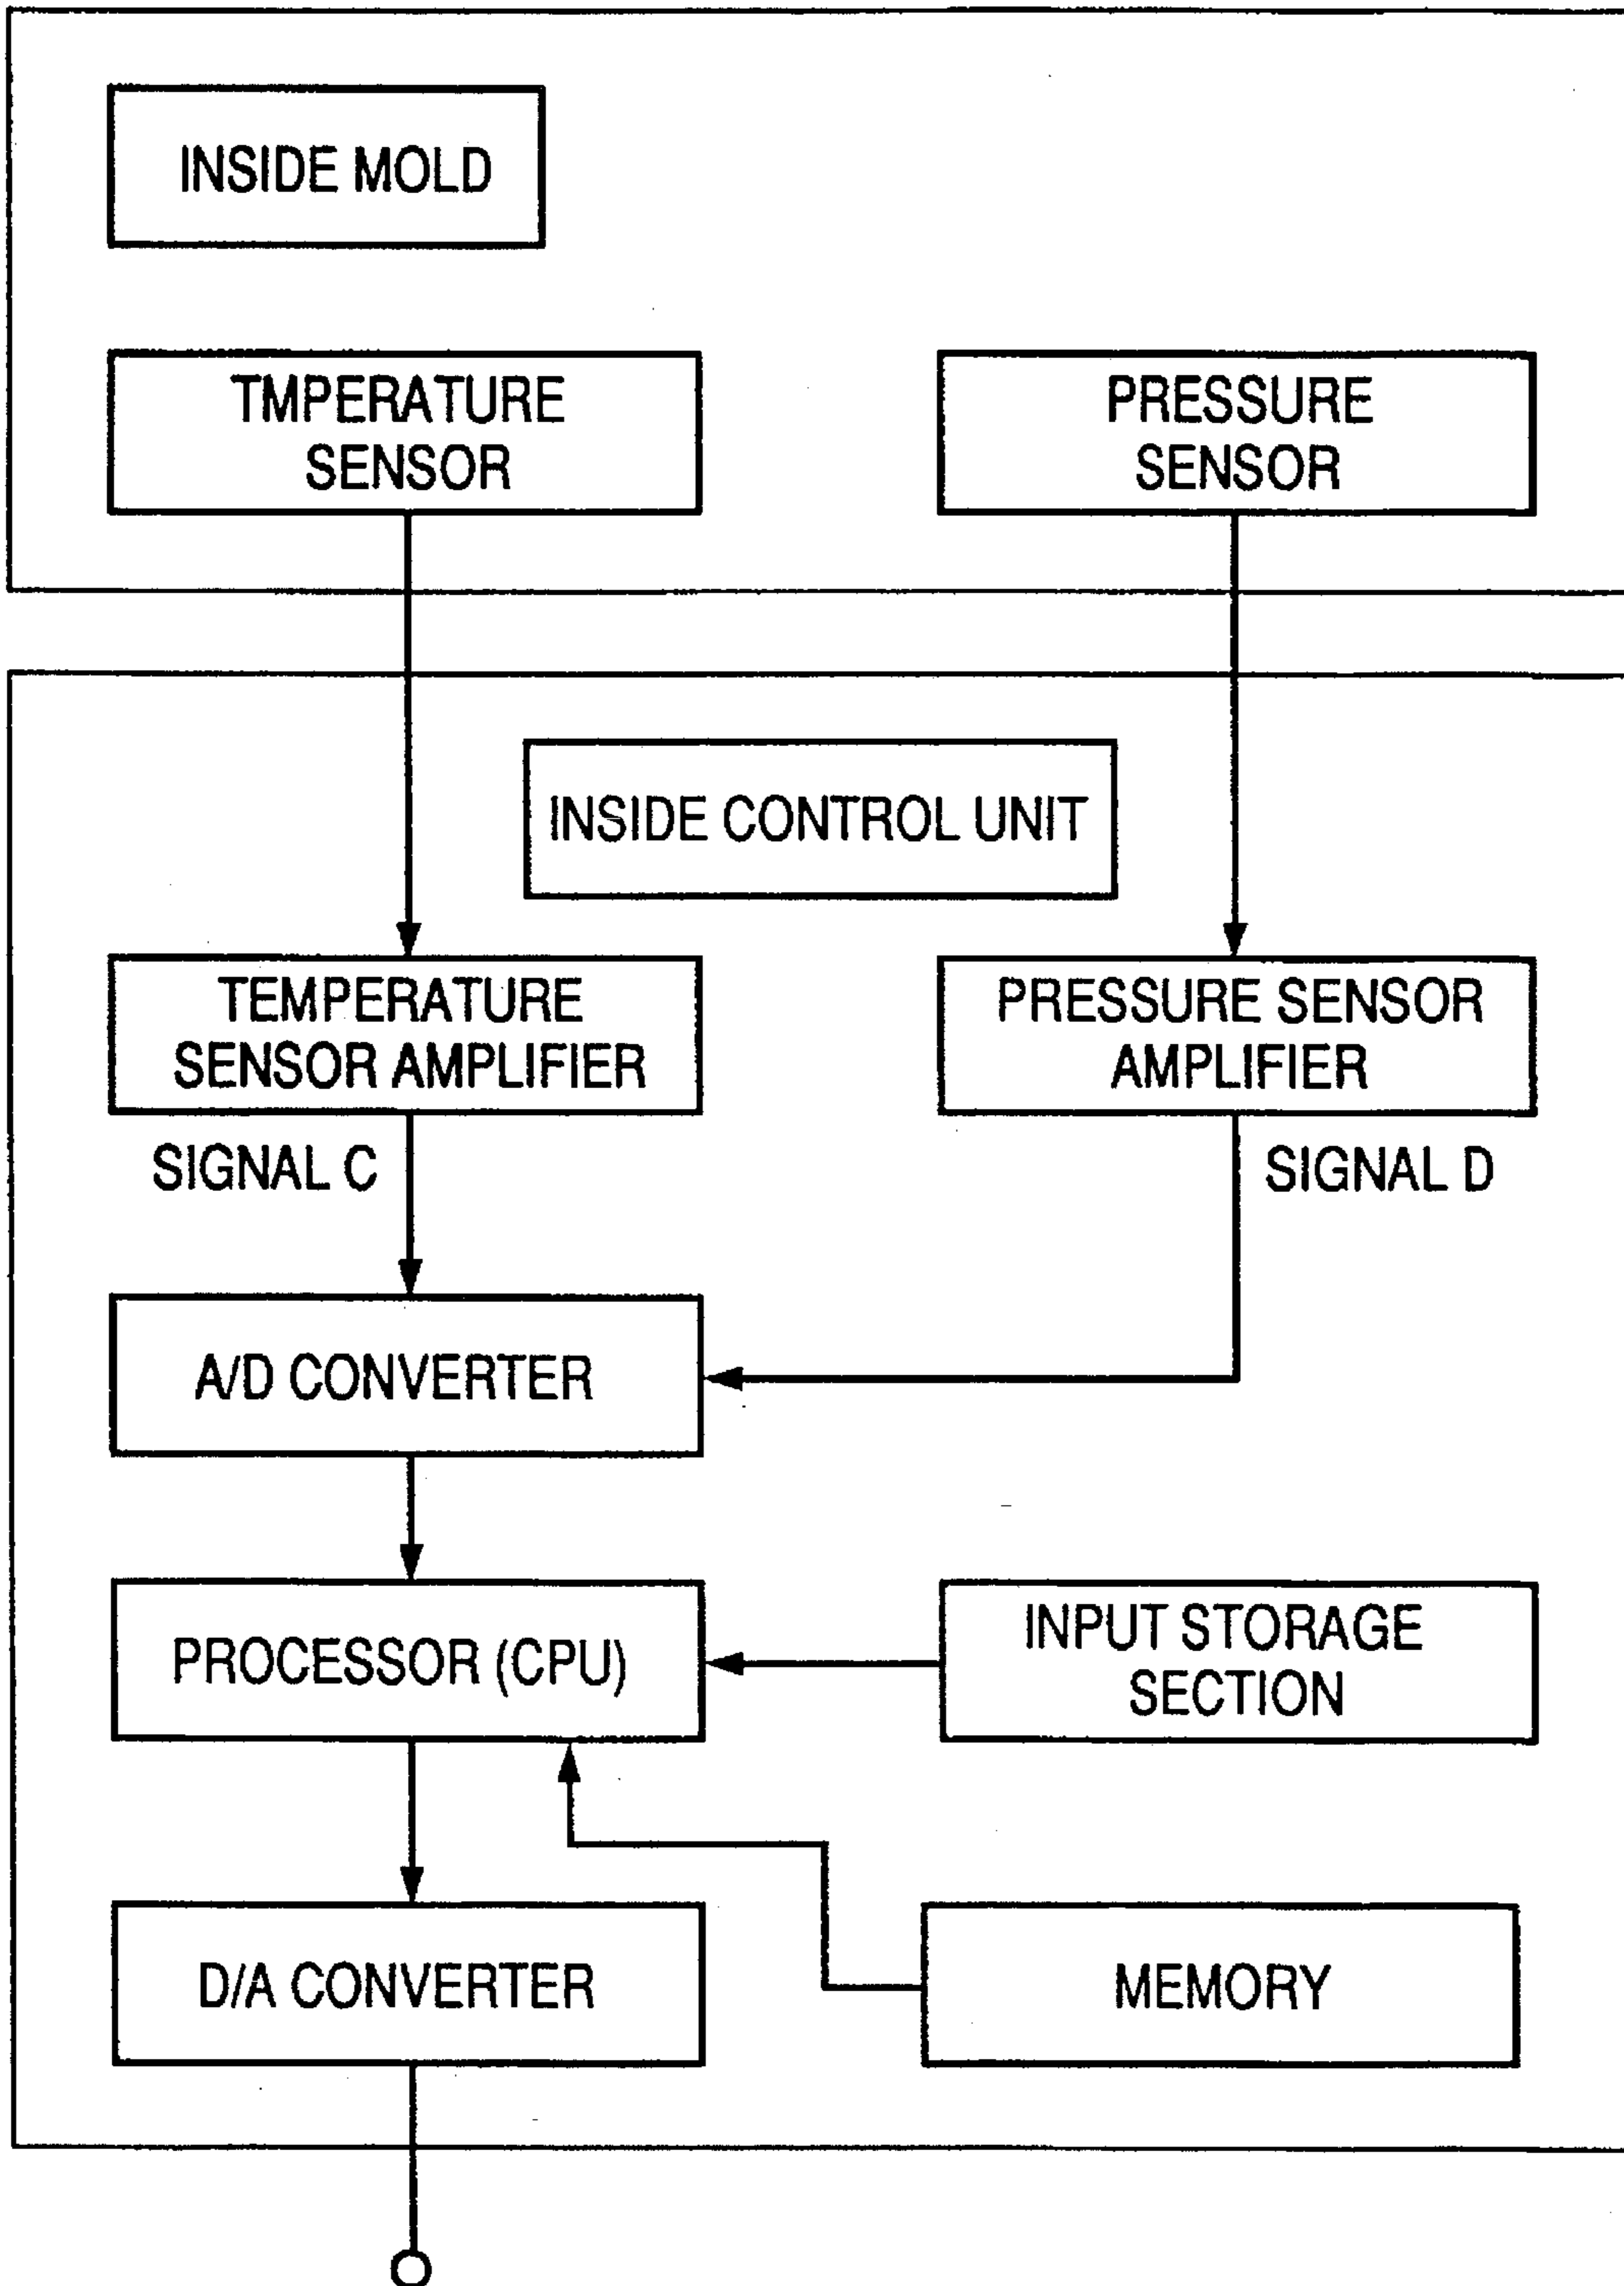 INSIDE MOLD
TMPERATURE
SENSOR
PRESSURE
SENSOR
INSIDE CONTROL UNIT
TEMPERATURE
SENSOR AMPLIFIER
PRESSURE SENSOR
AMPLIFIER
SIGNAL C
SIGNAL D
A/D CONVERTER
PROCESSOR (CPU)
INPUT STORAGE
SECTION
D/A CONVERTER
MEMORY